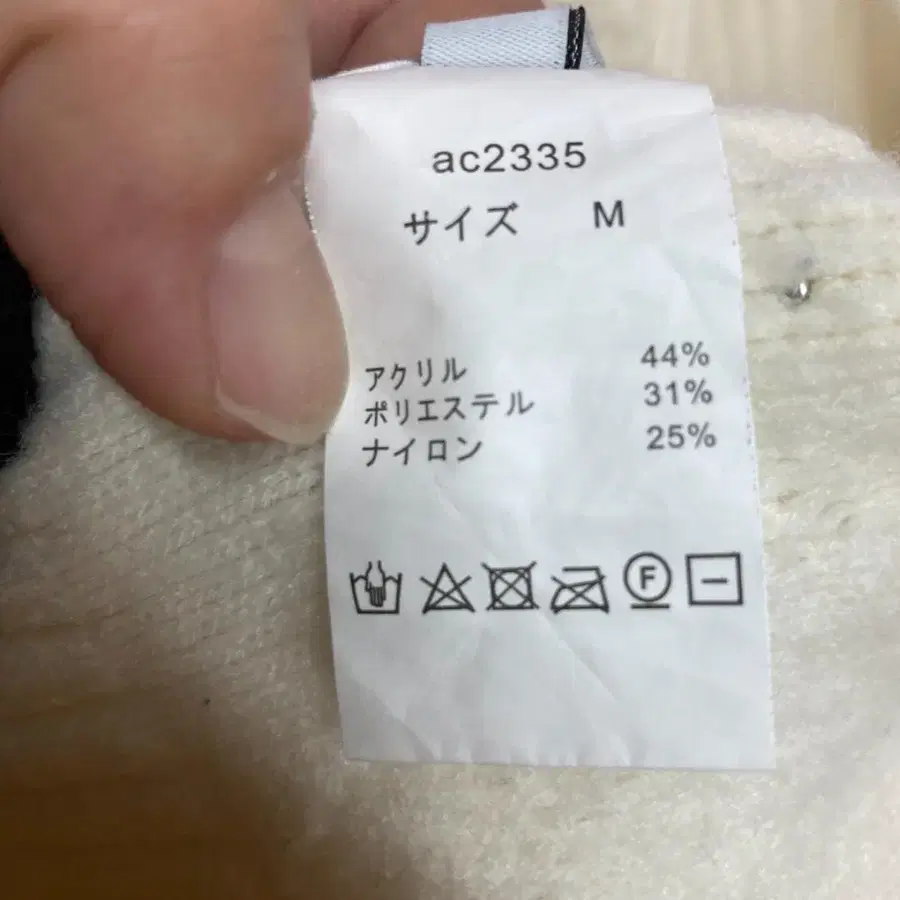 ac2335
サイズ M
アクリル 44%
ポリエステル 31%
ナイロン 25%
F